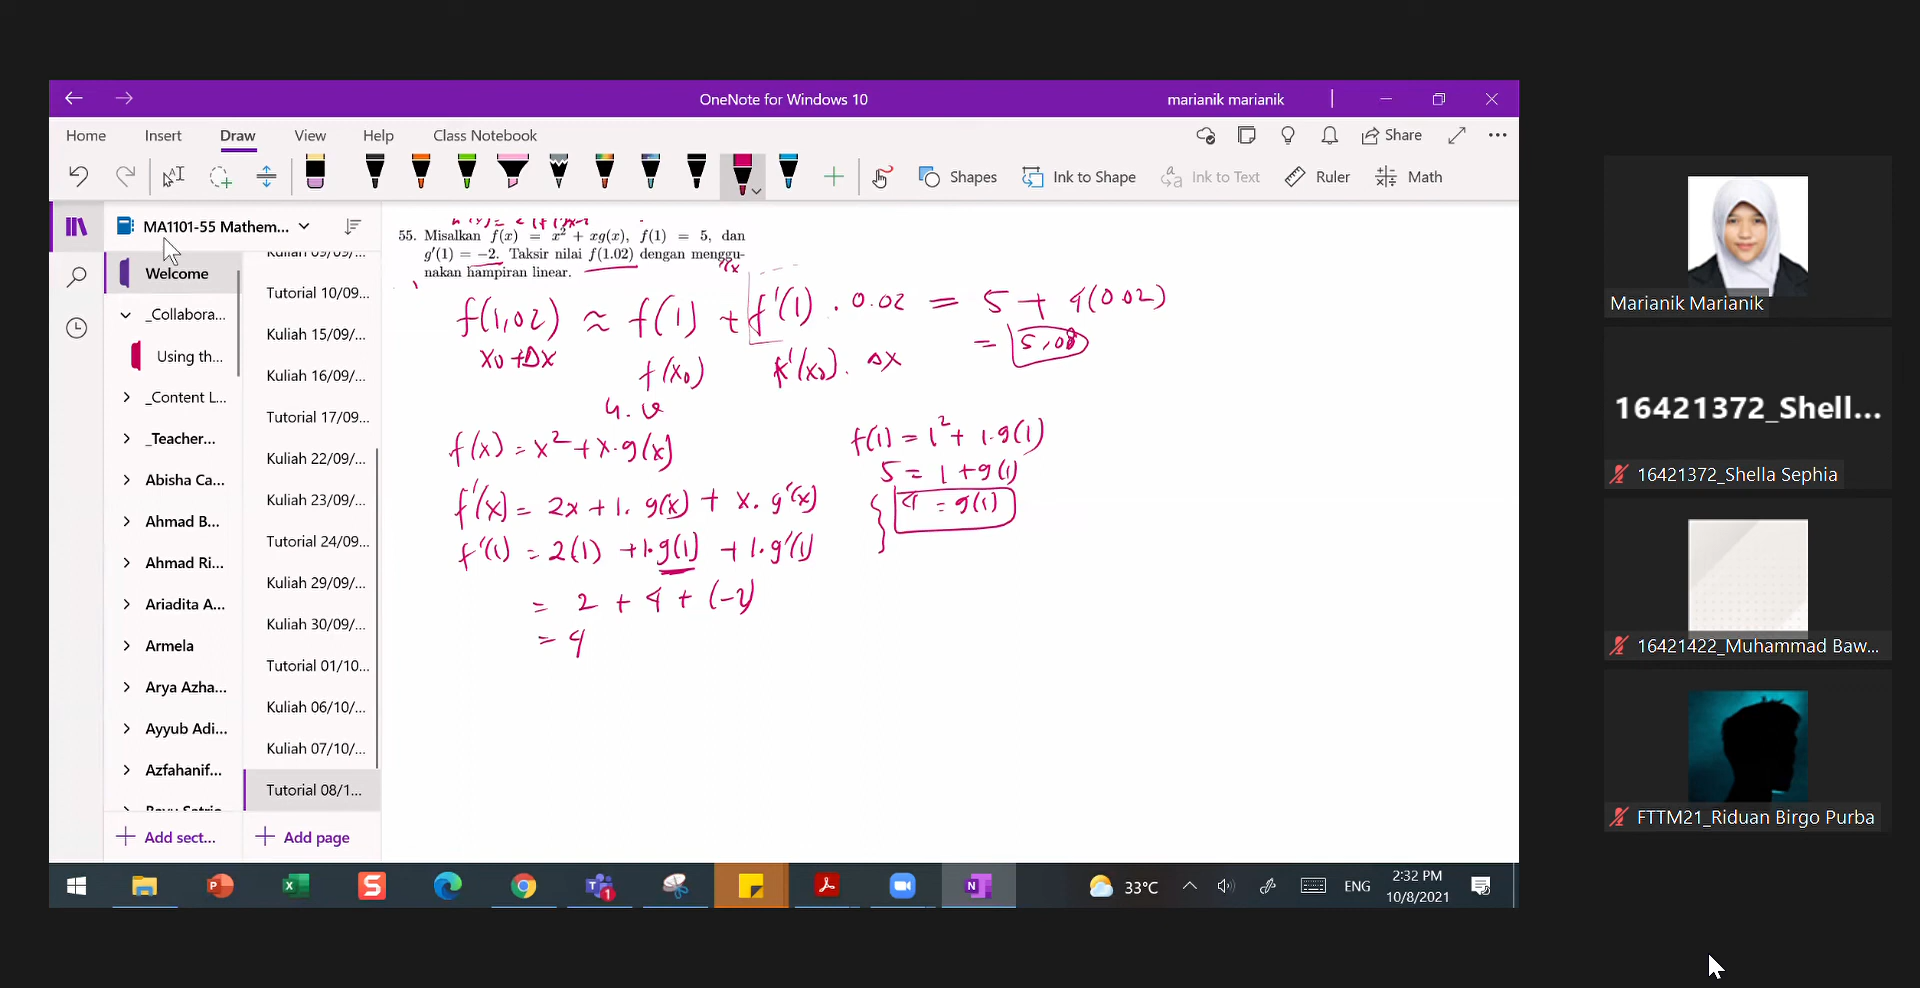 OneNote for Windows 10
marianik marianik
Home Insert Draw View Help Class Notebook
Share
Shapes Ink to Shape Ink to Text Ruler Math
MA1101-55 Mathem...
Welcome
_Collabora...
Using th...
_Content L...
_Teacher...
Abisha Ca...
Ahmad B...
Ahmad Ri...
Ariadita A...
Armela
Arya Azha...
Ayyub Adi...
Azfahanif...
Bayu Satrio
Add sect...
Kuliah 09/09/...
Tutorial 10/09...
Kuliah 15/09/...
Kuliah 16/09/...
Tutorial 17/09...
Kuliah 22/09/...
Kuliah 23/09/...
Tutorial 24/09...
Kuliah 29/09/...
Kuliah 30/09/...
Tutorial 01/10...
Kuliah 06/10/...
Kuliah 07/10/...
Tutorial 08/1...
Add page
55. Misalkan f(x) = x² + xg(x), f(1) = 5, dan
g′(1) = −2. Taksir nilai f(1.02) dengan menggu-
nakan hampiran linear.
f(1,02) ≈ f(1) + f'(1) . 0.02 = 5 + 4(0.02)
= 5,08
x0+Δx f(x0) f'(x0). Δx
u.v
f(x) = x² + x.g(x)
f'(x) = 2x + 1. g(x) + x. g'(x)
f'(1) = 2(1) + 1.g(1) + 1.g'(1)
= 2 + 4 + (-2)
= 4
f(1) = 1² + 1.g(1)
5 = 1 + g(1)
4 = g(1)
Marianik Marianik
16421372_Shell...
16421372_Shella Sephia
16421422_Muhammad Baw...
FTTM21_Riduan Birgo Purba
33°C
ENG
2:32 PM
10/8/2021